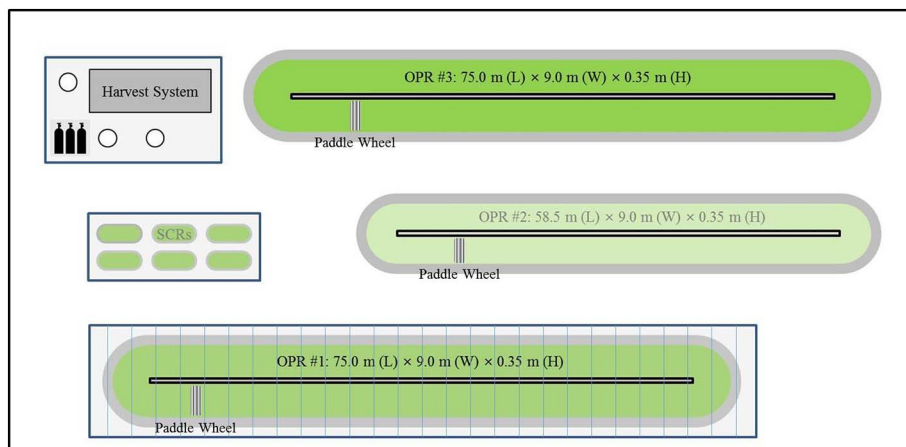 OPR #3: 75.0 m (L) × 9.0 m (W) × 0.35 m (H)
Harvest System
Paddle Wheel
SCRs
OPR #2: 58.5 m (L) × 9.0 m (W) × 0.35 m (H)
Paddle Wheel
OPR #1: 75.0 m (L) × 9.0 m (W) × 0.35 m (H)
Paddle Wheel